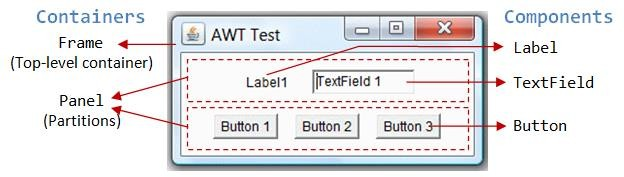 Containers
Components
Frame
(Top-level container)
AWT Test
Label
Label1
TextField 1
TextField
Panel
(Partitions)
Button 1
Button 2
Button 3
Button